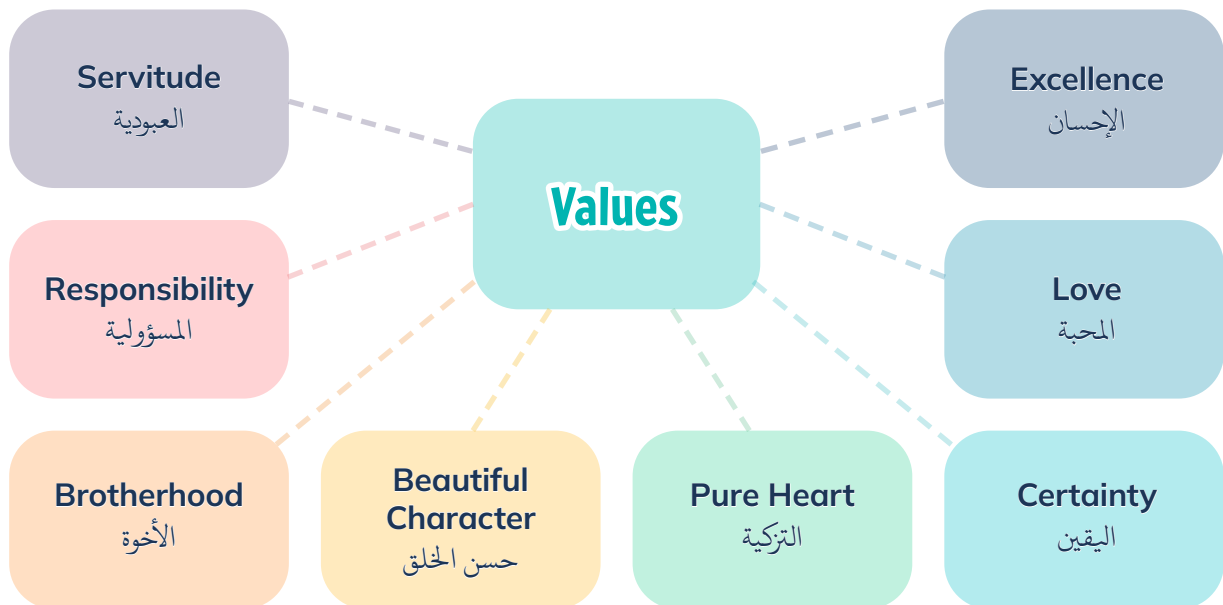 Servitude
العبودية
Excellence
الإحسان
Values
Responsibility
المسؤولية
Love
المحبة
Brotherhood
الأخوة
Beautiful
Character
حسن الخلق
Pure Heart
التزكية
Certainty
اليقين